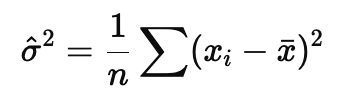 σ̂² = 1/n ∑(xᵢ − x̄)²